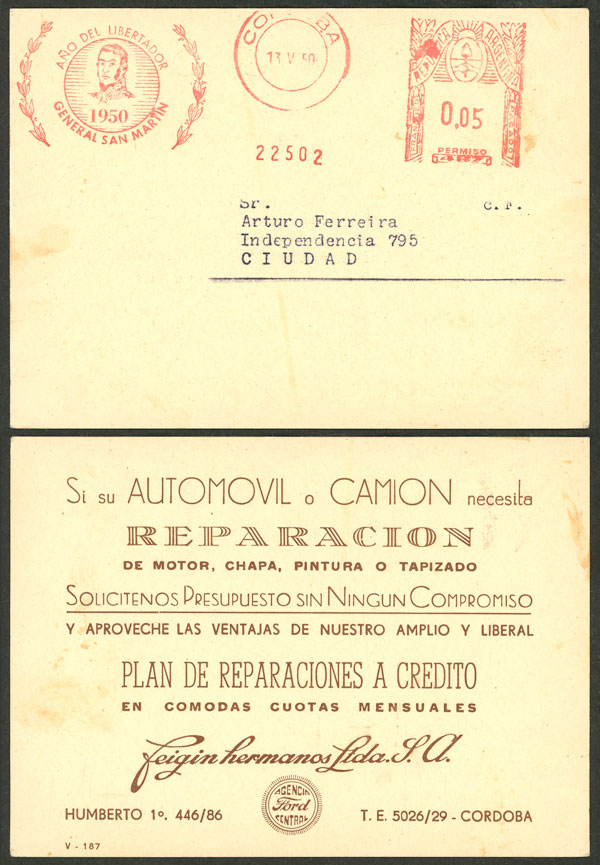 AÑO DEL LIBERTADOR
1950
GENERAL SAN MARTIN
CORDOBA
13 V 50
22502
REPUBLICA ARGENTINA
0,05
PERMISO
Sr. C.P.
Arturo Ferreira
Independencia 795
CIUDAD
Si su AUTOMOVIL o CAMION necesita
REPARACION
DE MOTOR, CHAPA, PINTURA O TAPIZADO
SOLICITENOS PRESUPUESTO SIN NINGUN COMPROMISO
Y APROVECHE LAS VENTAJAS DE NUESTRO AMPLIO Y LIBERAL
PLAN DE REPARACIONES A CREDITO
EN COMODAS CUOTAS MENSUALES
Feigin hermanos Ltda. S. A.
AGENCIA
Ford
CENTRAL
HUMBERTO 1º. 446/86 T. E. 5026/29 - CORDOBA
V - 187